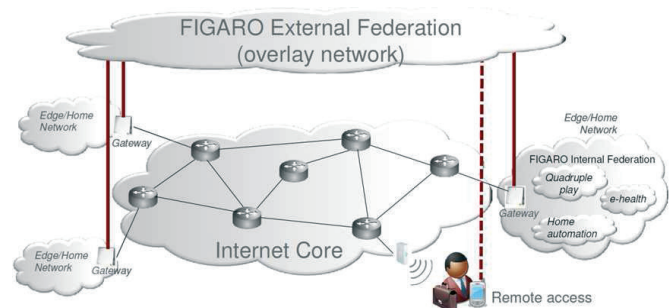 FIGARO External Federation
(overlay network)
Edge/Home
Network
Gateway
Edge/Home
Network
FIGARO Internal Federation
Quadruple
play
e-health
Home
automation
Gateway
Internet Core
Edge/Home
Network
Gateway
Remote access